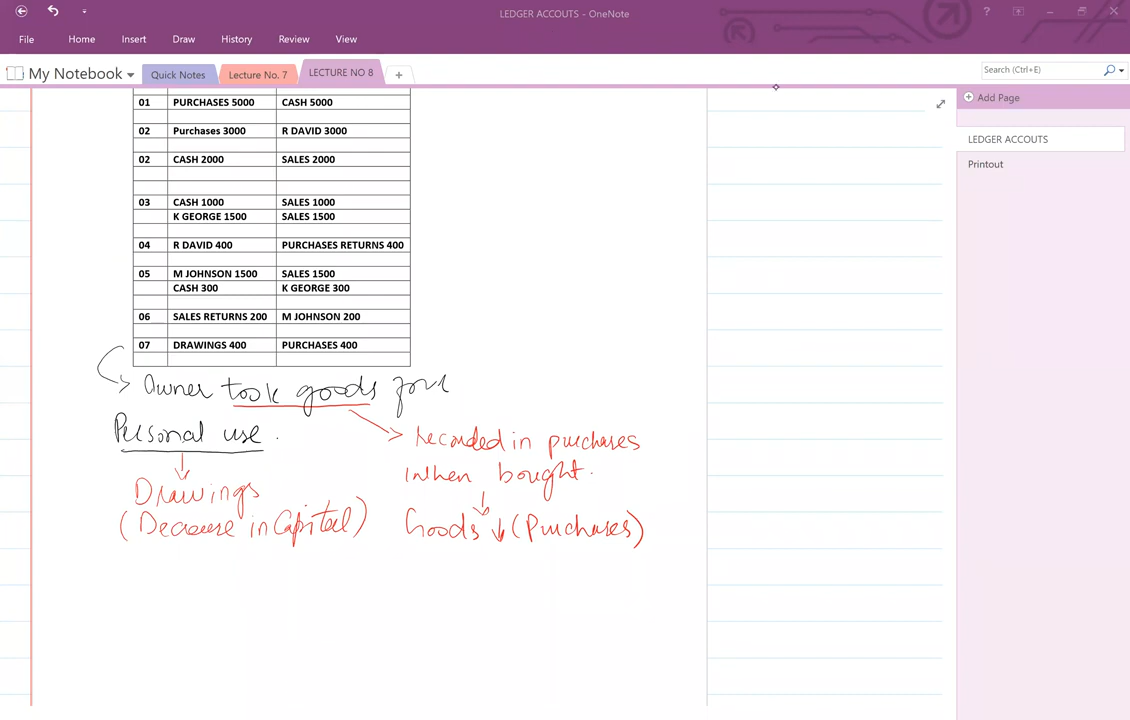 LEDGER ACCOUTS - OneNote
File Home Insert Draw History Review View
My Notebook Quick Notes Lecture No. 7 LECTURE NO 8 +
Search (Ctrl+E)
Add Page
LEDGER ACCOUTS
Printout
01 PURCHASES 5000 CASH 5000
02 Purchases 3000 R DAVID 3000
02 CASH 2000 SALES 2000
03 CASH 1000 SALES 1000
K GEORGE 1500 SALES 1500
04 R DAVID 400 PURCHASES RETURNS 400
05 M JOHNSON 1500 SALES 1500
CASH 300 K GEORGE 300
06 SALES RETURNS 200 M JOHNSON 200
07 DRAWINGS 400 PURCHASES 400
Owner took goods for
Personal use.
Drawings
(Decrease in Capital)
recorded in purchases
when bought.
Goods ↓ (Purchases)